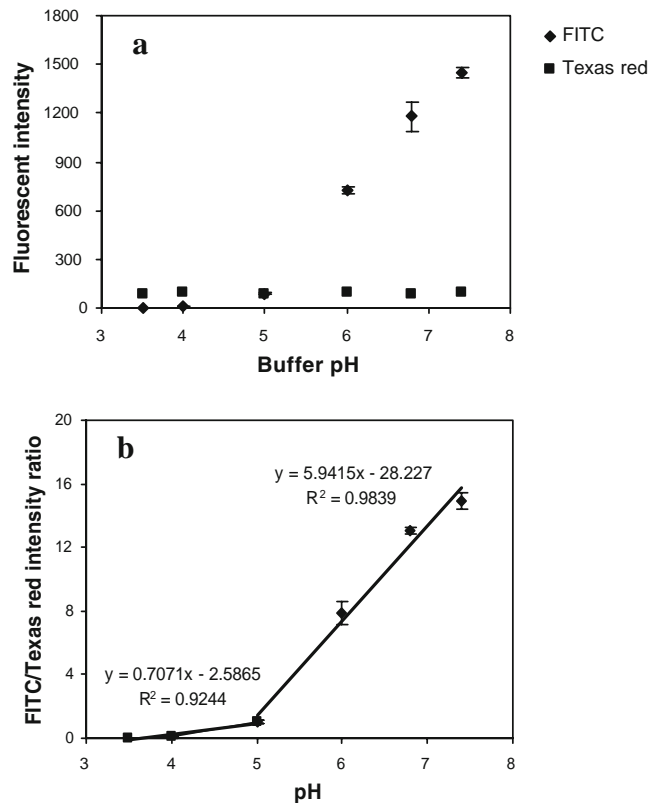 a
FITC
Texas red
Fluorescent intensity
1800
1500
1200
900
600
300
0
3 4 5 6 7 8
Buffer pH
b
FITC/Texas red intensity ratio
20
16
12
8
4
0
y = 5.9415x - 28.227
R² = 0.9839
y = 0.7071x - 2.5865
R² = 0.9244
3 4 5 6 7 8
pH